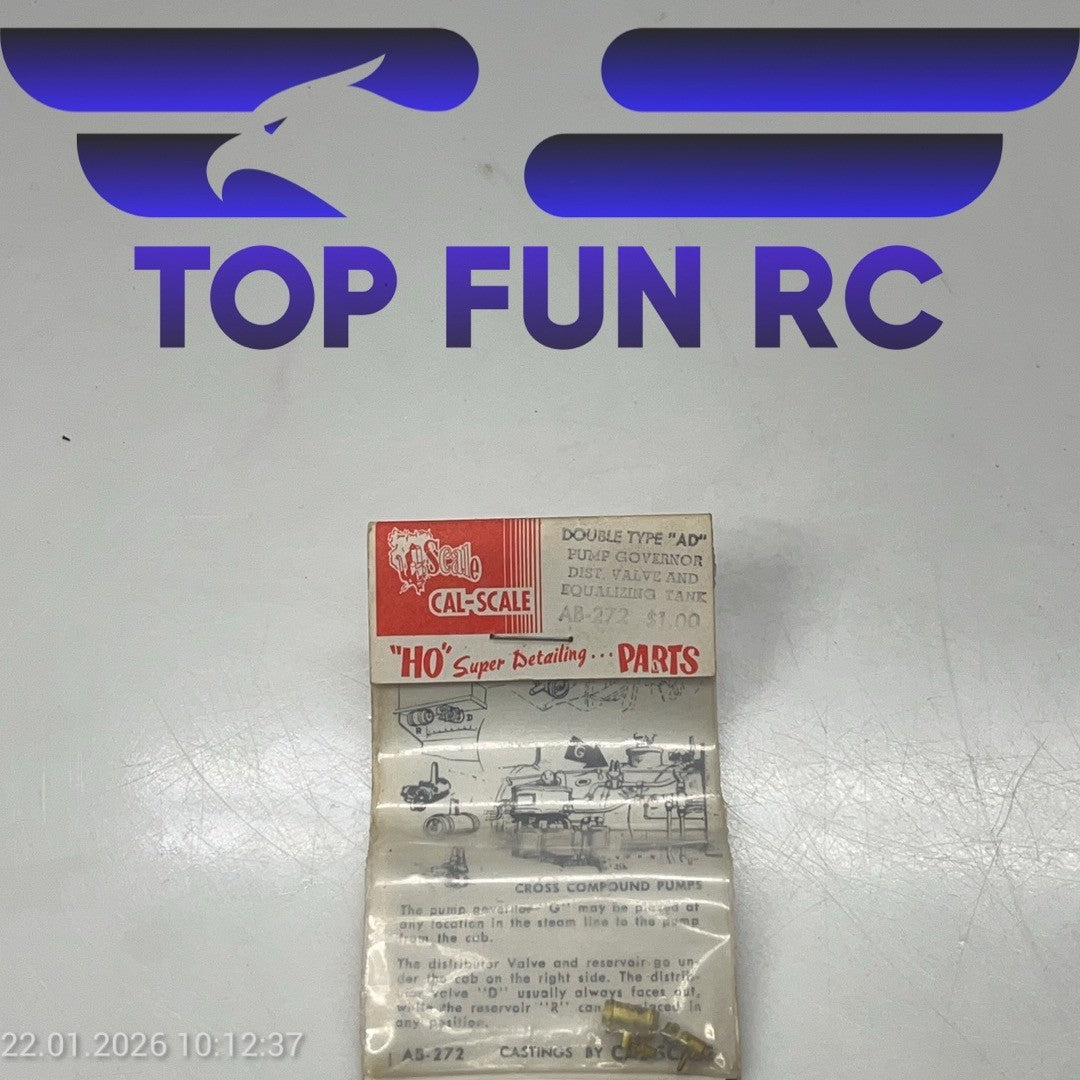 TOP FUN RC
Scale
CAL-SCALE
DOUBLE TYPE "AD"
PUMP GOVERNOR
DIST. VALVE AND
EQUALIZING TANK
AB-272 $1.00
"HO" Super Detailing... PARTS
R D
G
CROSS COMPOUND PUMPS
The pump governor "G" may be placed at
any location in the steam line to the pump
from the cab.
The distributor Valve and reservoir go un-
der the cab on the right side. The distrib-
valve "D" usually always faces out,
while the reservoir "R" can placed in
any position.
AB-272 CASTINGS BY CAL-SCALE
22.01.2026 10:12:37